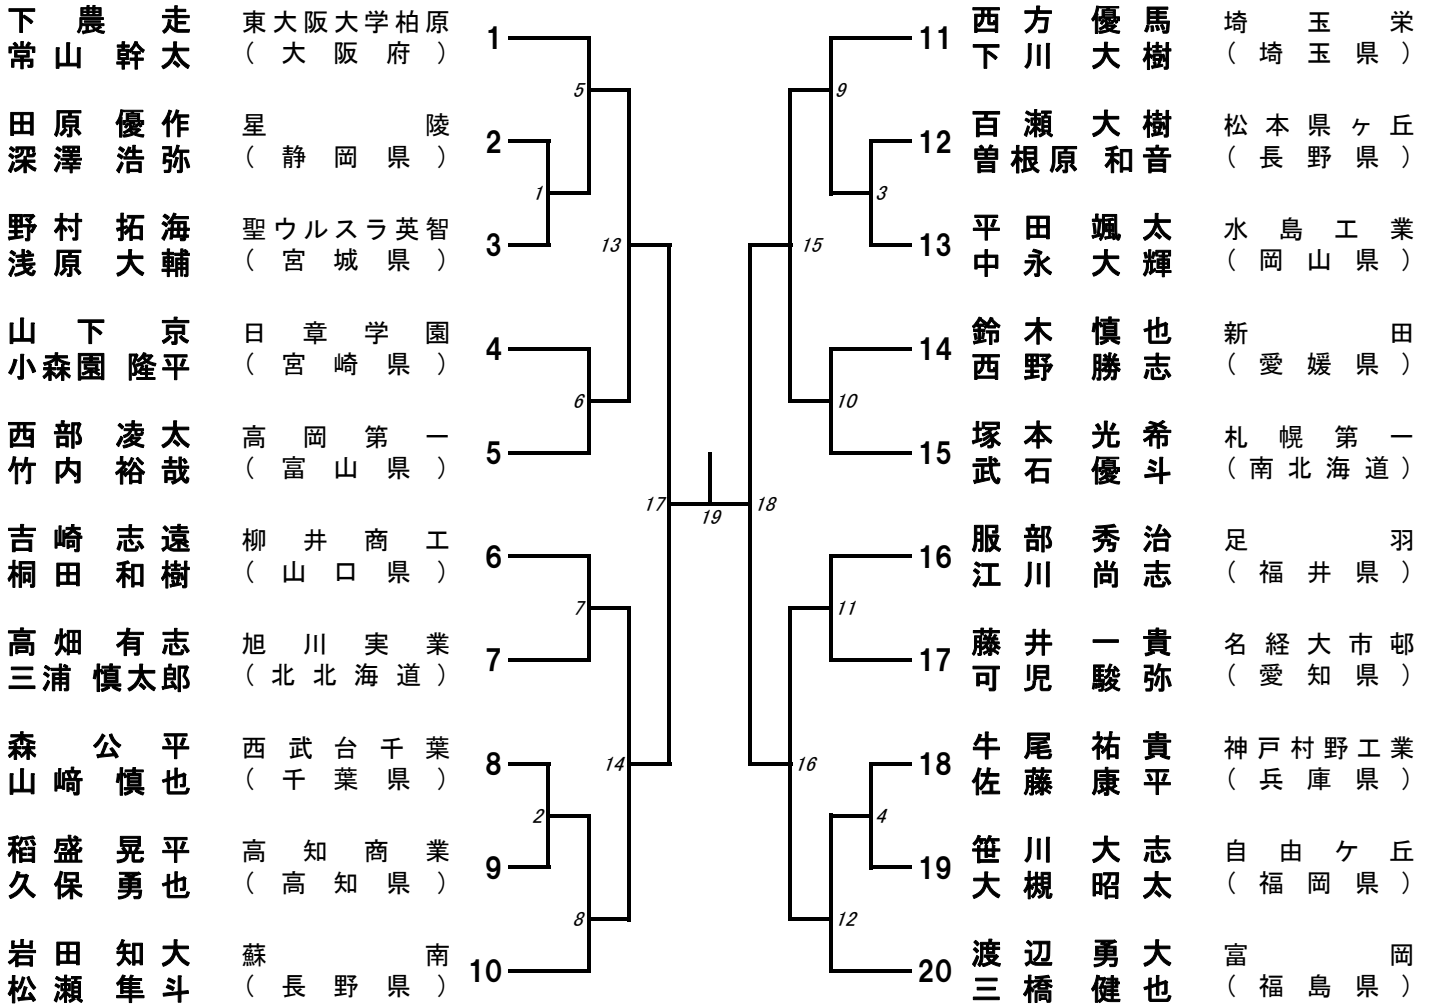 下農走 東大阪大学柏原
1
常山幹太 (大阪府)
5
田原優作 星陵
2
深澤浩弥 (静岡県)
1
野村拓海 聖ウルスラ英智
3
浅原大輔 (宮城県)
13
山下京 日章学園
4
小森園隆平 (宮崎県)
6
西部凌太 高岡第一
5
竹内裕哉 (富山県)
17
吉崎志遠 柳井商工
6
桐田和樹 (山口県)
7
高畑有志 旭川実業
7
三浦慎太郎 (北北海道)
森公平 西武台千葉
8
山﨑慎也 (千葉県)
14
2
稲盛晃平 高知商業
9
久保勇也 (高知県)
8
岩田知大 蘇南
10
松瀬隼斗 (長野県)
19
西方優馬 埼玉栄
11
下川大樹 (埼玉県)
9
百瀬大樹 松本県ヶ丘
12
曽根原和音 (長野県)
3
平田颯太 水島工業
13
中永大輝 (岡山県)
15
鈴木慎也 新田
14
西野勝志 (愛媛県)
10
塚本光希 札幌第一
15
武石優斗 (南北海道)
18
服部秀治 足羽
16
江川尚志 (福井県)
11
藤井一貴 名経大市邨
17
可児駿弥 (愛知県)
牛尾祐貴 神戸村野工業
18
佐藤康平 (兵庫県)
16
4
笹川大志 自由ケ丘
19
大槻昭太 (福岡県)
12
渡辺勇大 富岡
20
三橋健也 (福島県)